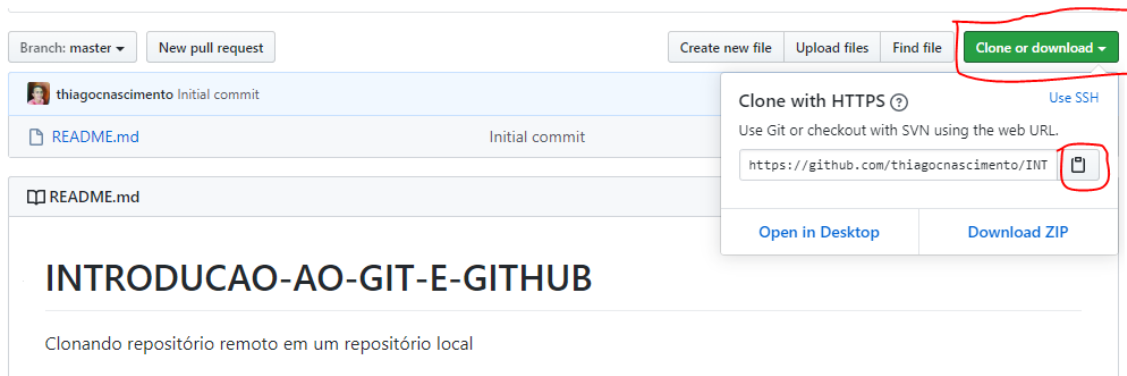 Branch: master
New pull request
Create new file
Upload files
Find file
Clone or download
thiagocnascimento Initial commit
README.md
Initial commit
Clone with HTTPS ?
Use SSH
Use Git or checkout with SVN using the web URL.
https://github.com/thiagocnascimento/INT
Open in Desktop
Download ZIP
README.md
INTRODUCAO-AO-GIT-E-GITHUB
Clonando repositório remoto em um repositório local